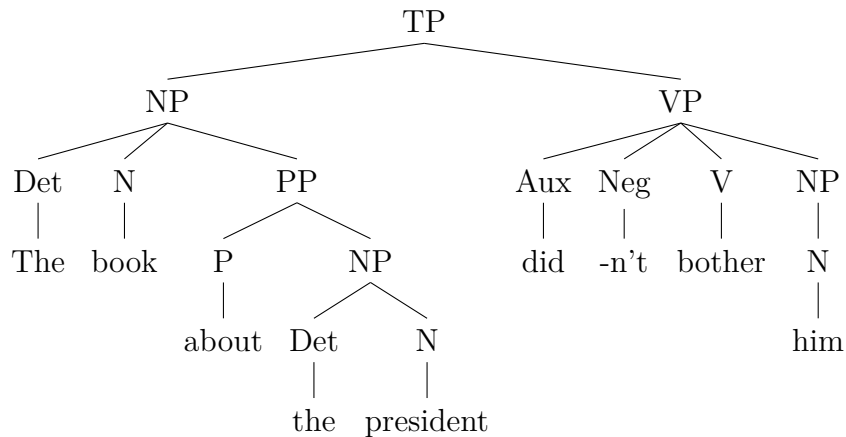 TP
NP VP
Det N PP Aux Neg V NP
The book P NP did -n't bother N
about Det N him
the president